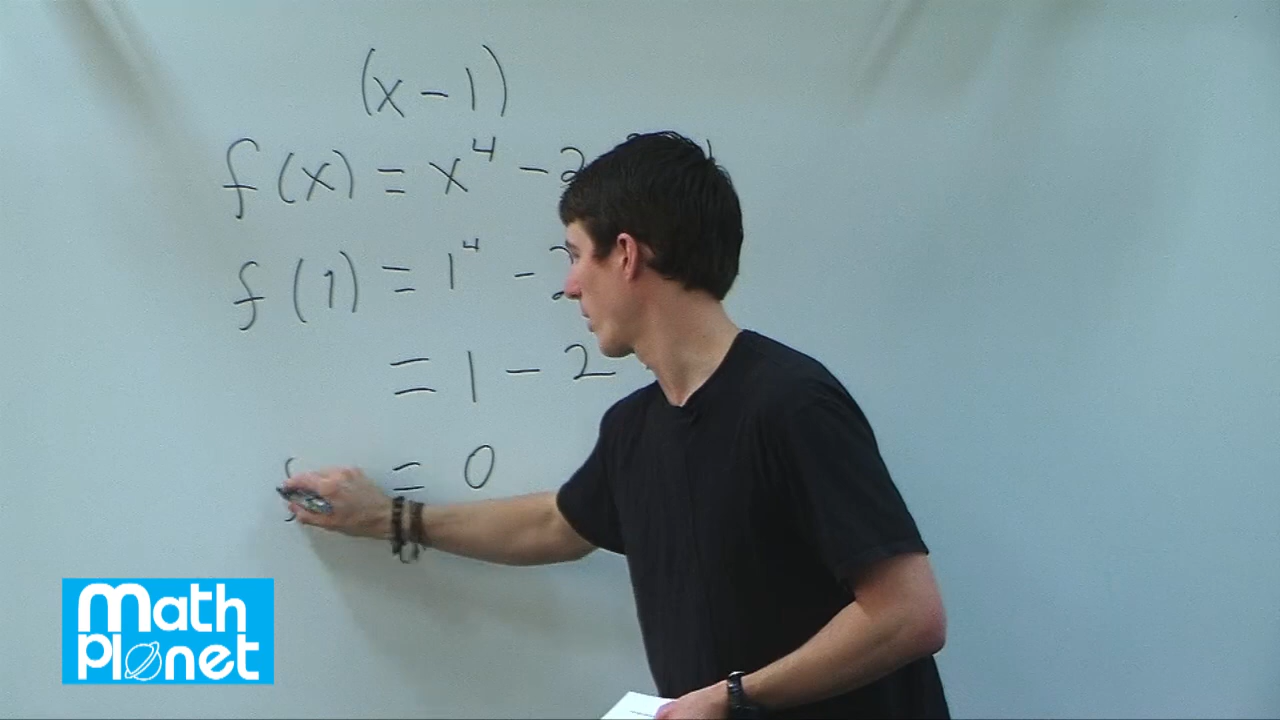 (x - 1)
f(x) = x⁴ - 2
f(1) = 1⁴ - 2
= 1 - 2
= 0
Math
Planet